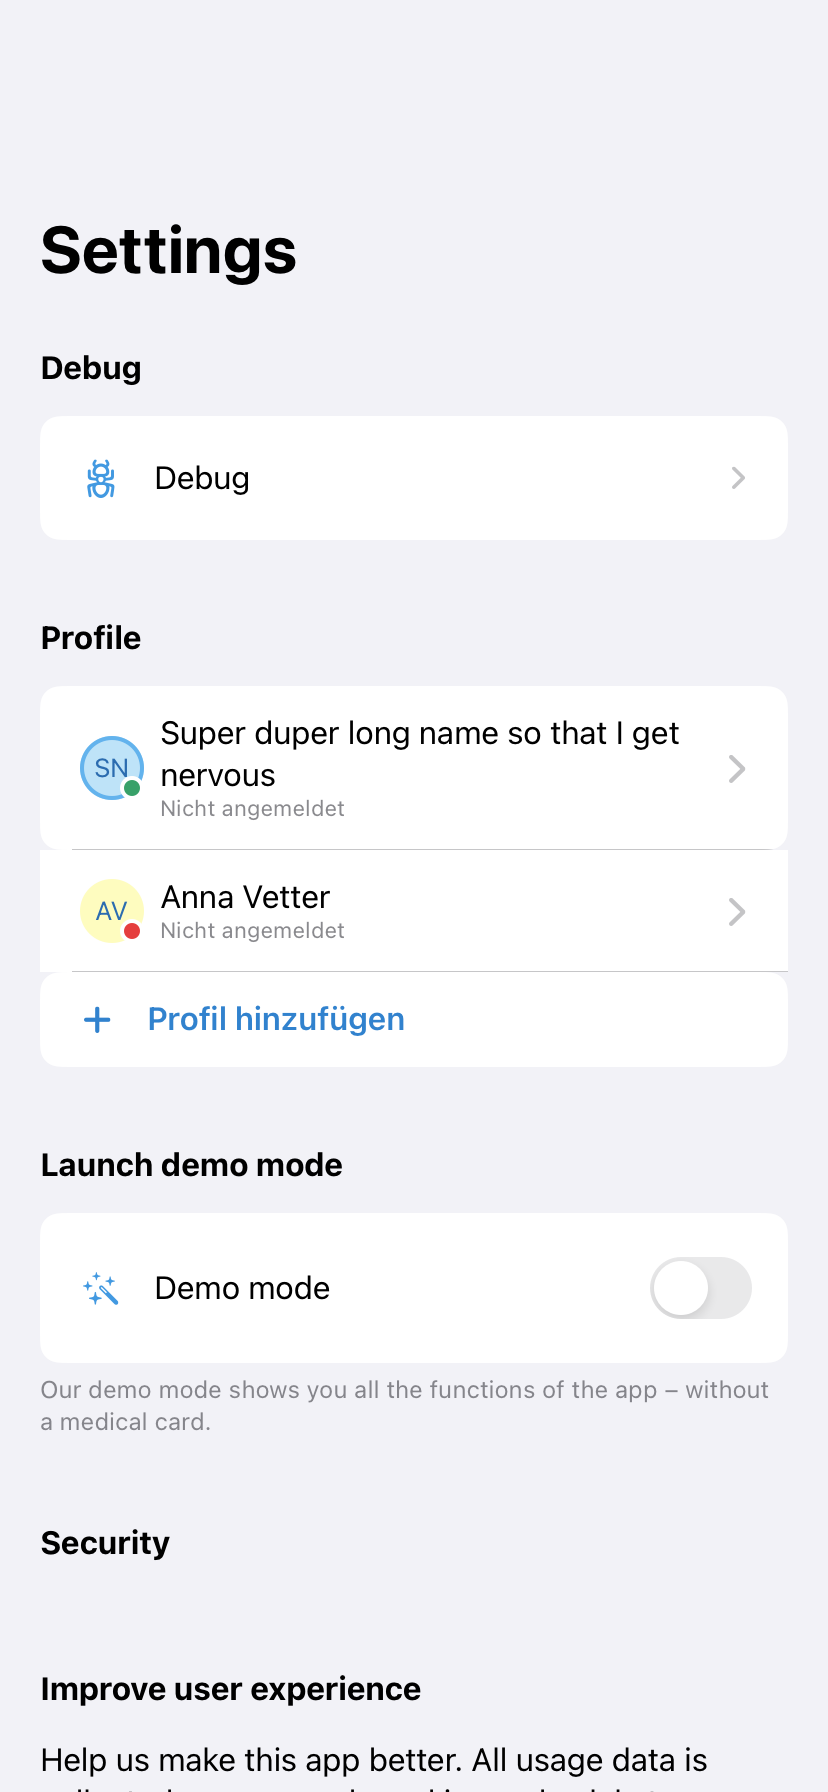 Settings
Debug
Debug
Profile
SN
Super duper long name so that I get
nervous
Nicht angemeldet
AV
Anna Vetter
Nicht angemeldet
Profil hinzufügen
Launch demo mode
Demo mode
Our demo mode shows you all the functions of the app – without
a medical card.
Security
Improve user experience
Help us make this app better. All usage data is